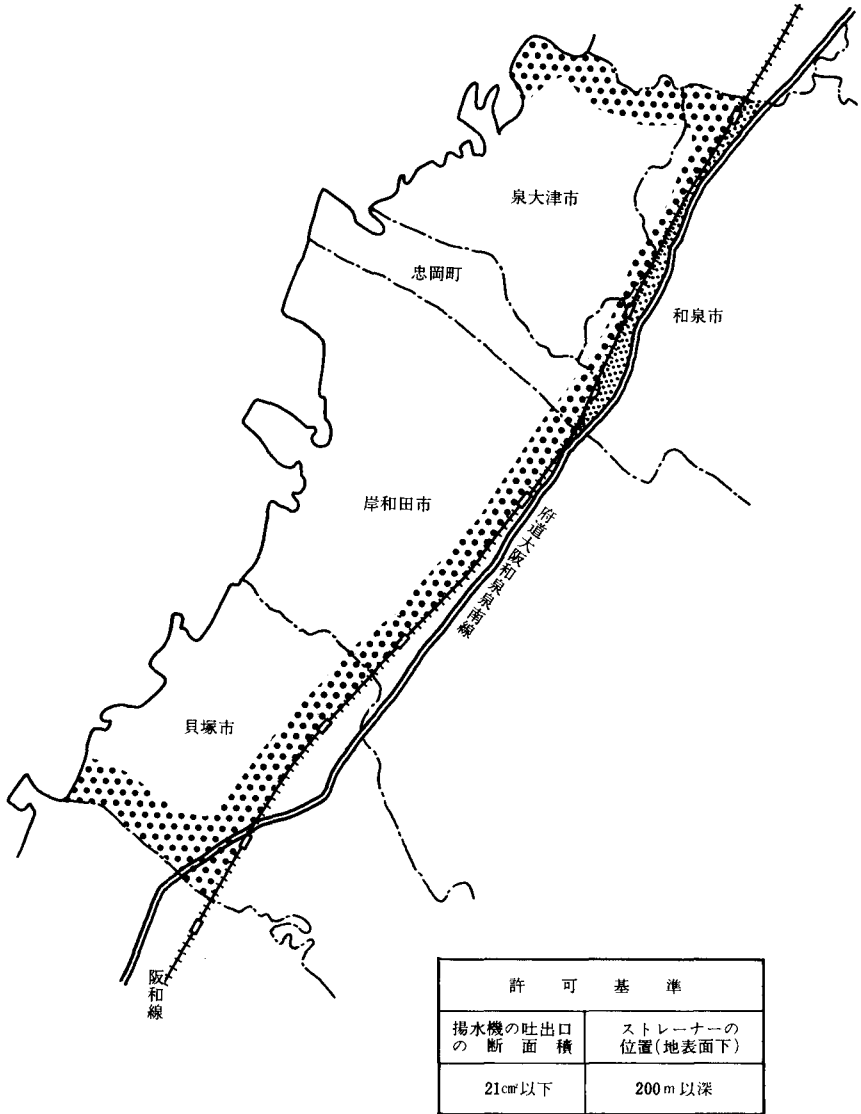 泉大津市
忠岡町
和泉市
岸和田市
府道大阪和泉泉南線
貝塚市
阪和線
許可基準
揚水機の吐出口の断面積
ストレーナーの位置(地表面下)
21cm²以下
200m以深